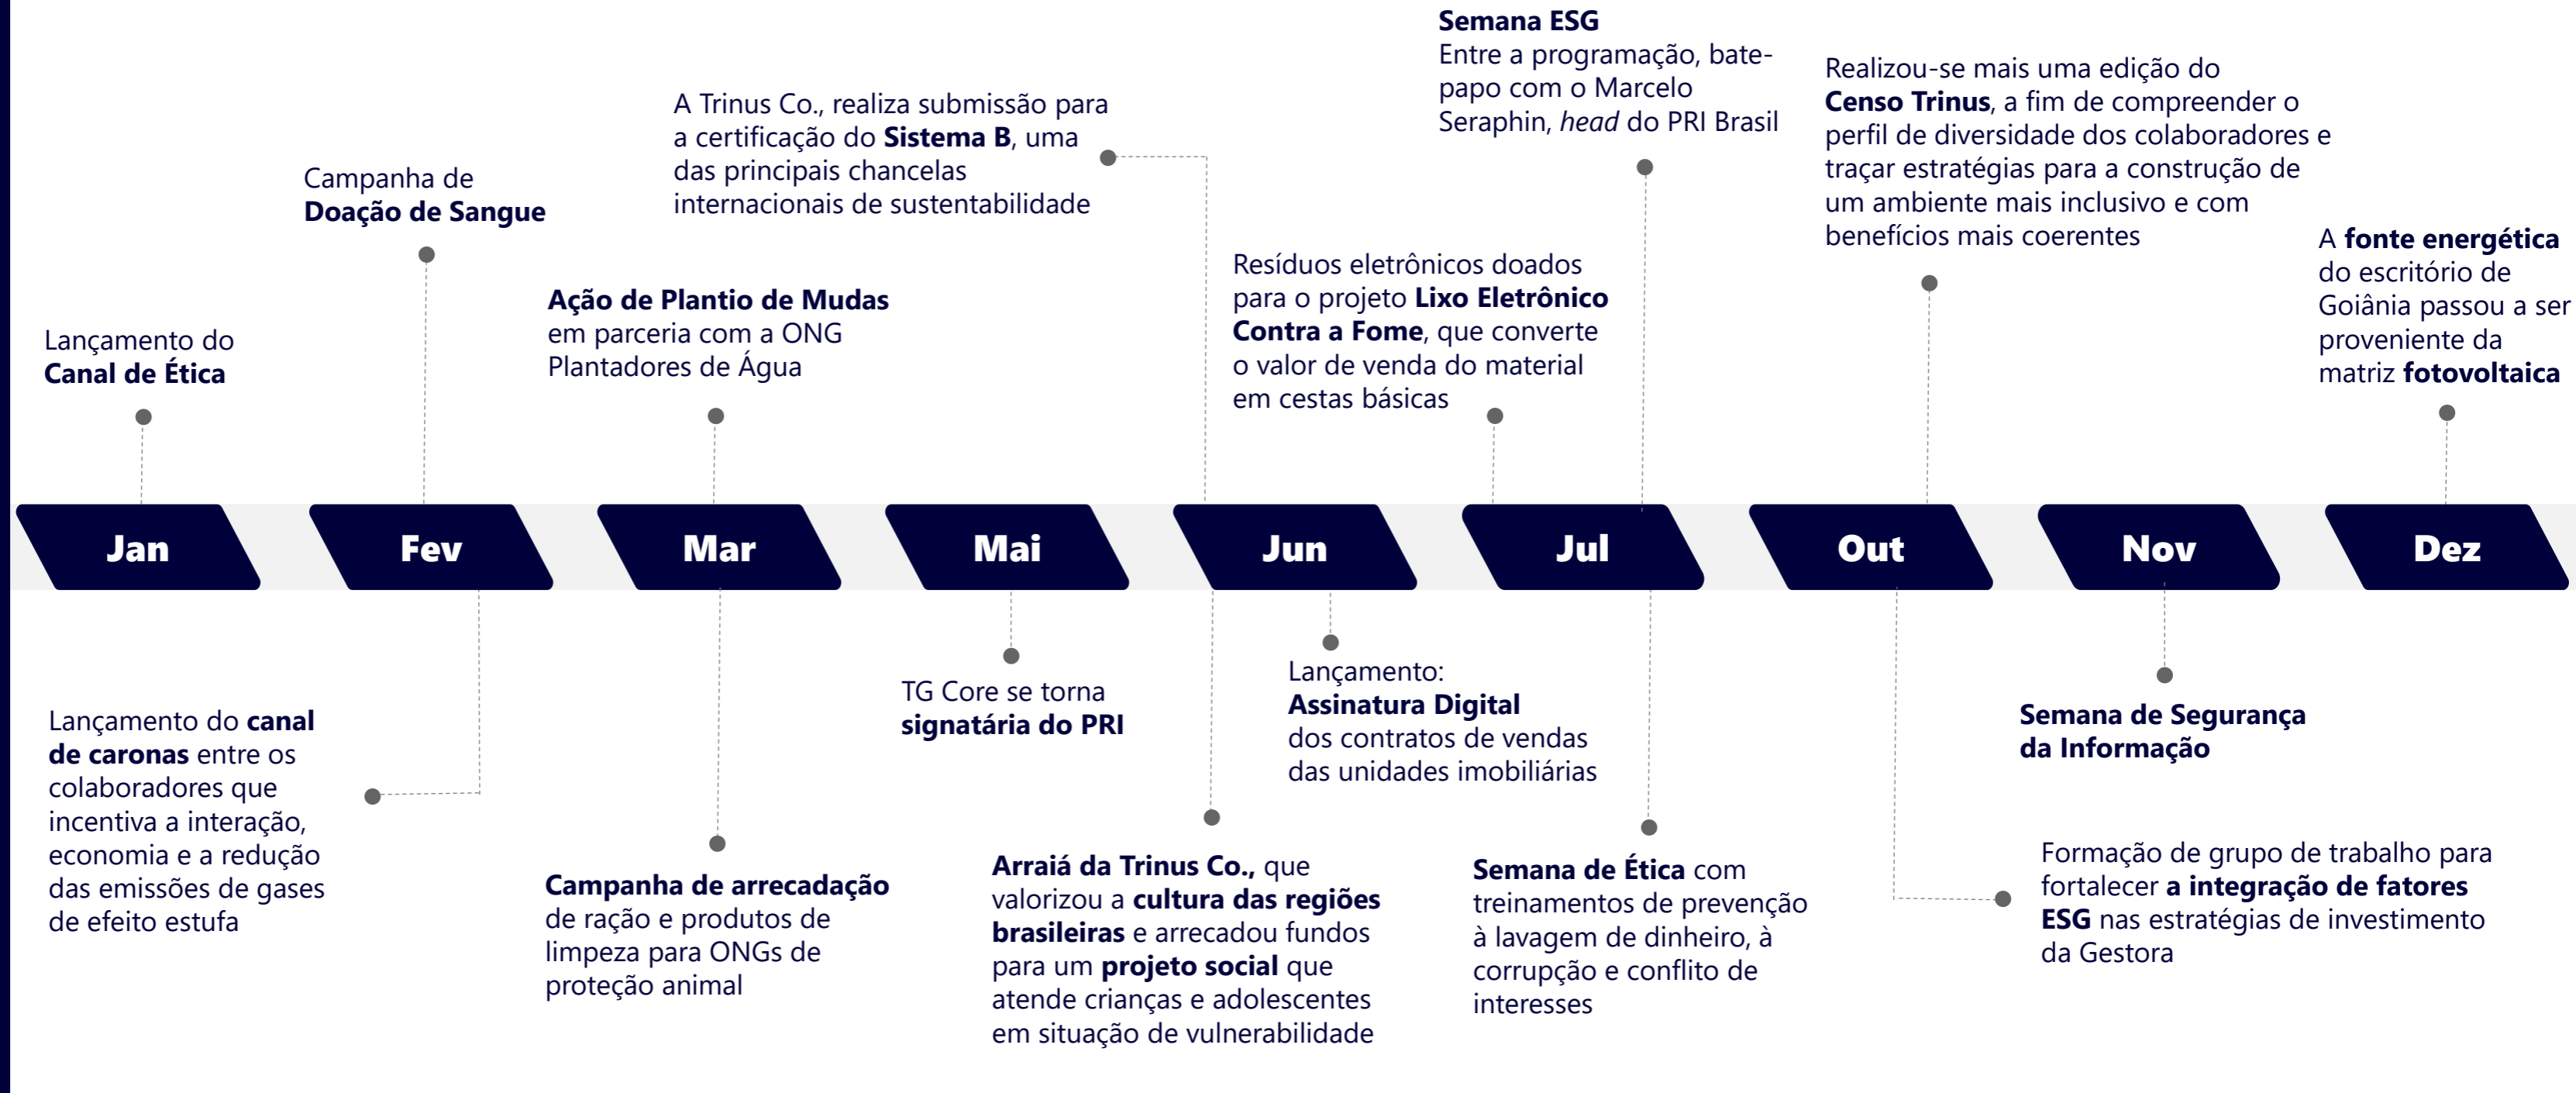 Semana ESG
Entre a programação, bate-
papo com o Marcelo
Seraphin, head do PRI Brasil
Realizou-se mais uma edição do
Censo Trinus, a fim de compreender o
perfil de diversidade dos colaboradores e
traçar estratégias para a construção de
um ambiente mais inclusivo e com
benefícios mais coerentes
A Trinus Co., realiza submissão para
a certificação do Sistema B, uma
das principais chancelas
internacionais de sustentabilidade
Campanha de
Doação de Sangue
A fonte energética
do escritório de
Goiânia passou a ser
proveniente da
matriz fotovoltaica
Resíduos eletrônicos doados
para o projeto Lixo Eletrônico
Contra a Fome, que converte
o valor de venda do material
em cestas básicas
Ação de Plantio de Mudas
em parceria com a ONG
Plantadores de Água
Lançamento do
Canal de Ética
Jan
Fev
Mar
Mai
Jun
Jul
Out
Nov
Dez
Lançamento do canal
de caronas entre os
colaboradores que
incentiva a interação,
economia e a redução
das emissões de gases
de efeito estufa
Campanha de arrecadação
de ração e produtos de
limpeza para ONGs de
proteção animal
TG Core se torna
signatária do PRI
Arraiá da Trinus Co., que
valorizou a cultura das regiões
brasileiras e arrecadou fundos
para um projeto social que
atende crianças e adolescentes
em situação de vulnerabilidade
Lançamento:
Assinatura Digital
dos contratos de vendas
das unidades imobiliárias
Semana de Ética com
treinamentos de prevenção
à lavagem de dinheiro, à
corrupção e conflito de
interesses
Semana de Segurança
da Informação
Formação de grupo de trabalho para
fortalecer a integração de fatores
ESG nas estratégias de investimento
da Gestora